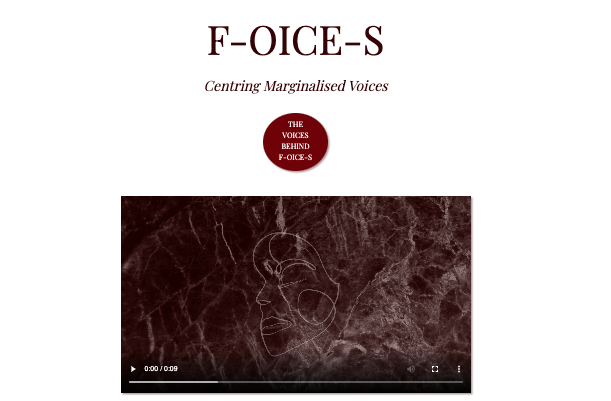 F-OICE-S
Centring Marginalised Voices
THE
VOICES
BEHIND
F-OICE-S
0:00 / 0:09